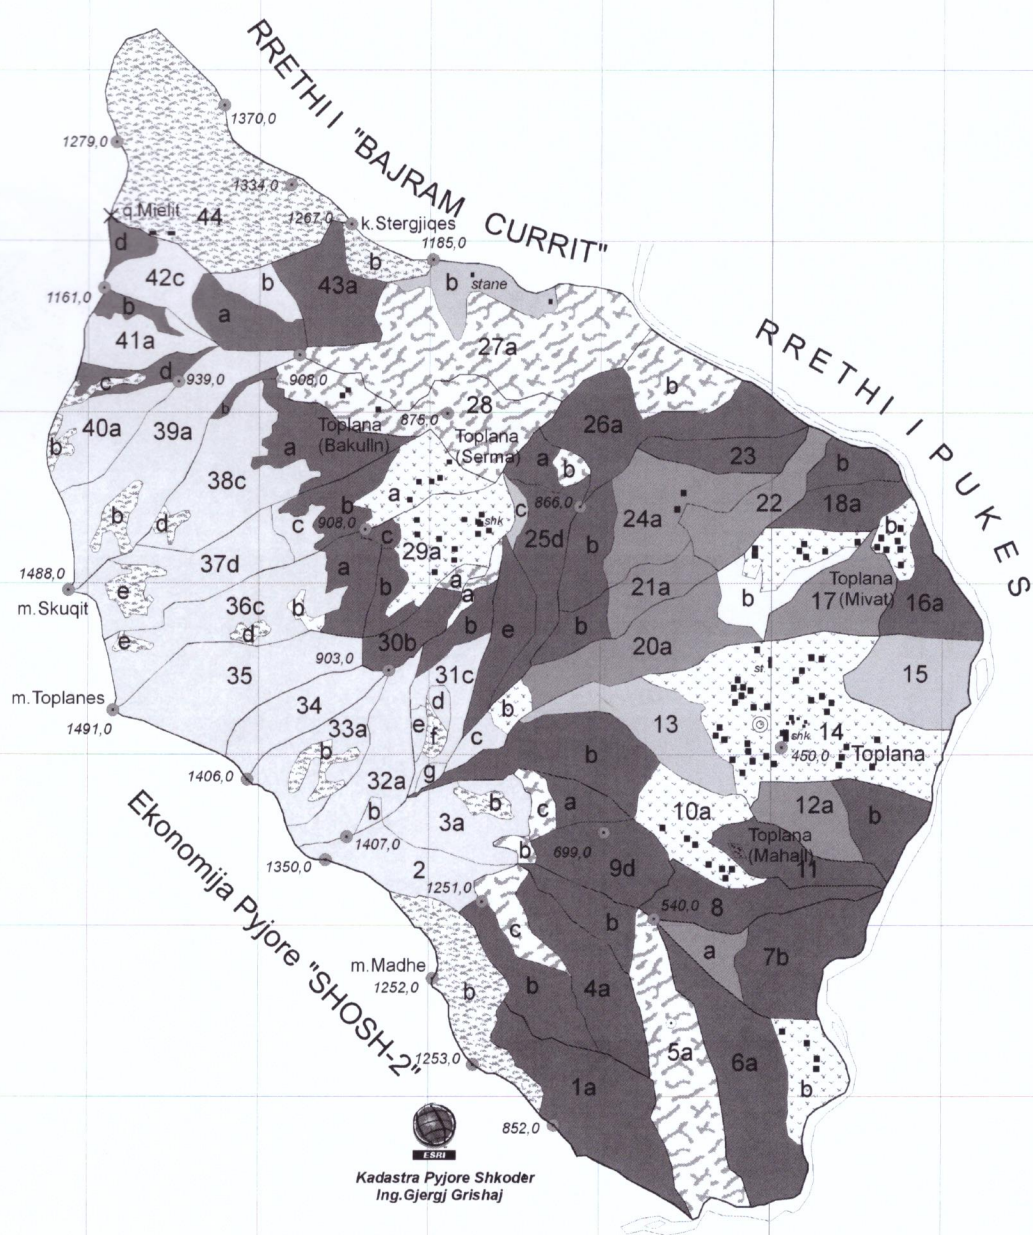 RRETHI I "BAJRAM CURRIT"
1370,0
1279,0
1334,0
q.Mielit
44
1267,0
k.Stergjiqes
1185,0
d
b
42c
b
43a
b
stane
1161,0
b
a
41a
27a
RRETHI I PUKES
d
c
939,0
908,0
b
b
28
875,0
40a
39a
Toplana
(Bakulln)
Toplana
(Serma)
26a
23
b
a
a
b
b
38c
b
a
866,0
22
18a
b
d
c
908,0
c
29a
shk
c
25d
24a
b
37d
b
1488,0
m.Skuqit
e
a
b
a
a
21a
b
17
Toplana
(Mivat)
16a
36c
b
d
e
30b
b
e
b
20a
35
903,0
31c
st.
15
m.Toplanes
1491,0
34
33a
d
e
f
b
c
13
14
shk
450,0
Toplana
b
1406,0
32a
g
b
b
3a
b
c
a
10a
12a
b
1407,0
b
699,0
Toplana
(Mahaj)
1350,0
2
9d
11
1251,0
540,0
8
c
b
a
7b
Ekonomija Pyjore "SHOSH-2"
m.Madhe
1252,0
b
b
4a
1253,0
5a
6a
b
1a
852,0
ESRI
Kadastra Pyjore Shkoder
Ing.Gjergj Grishaj